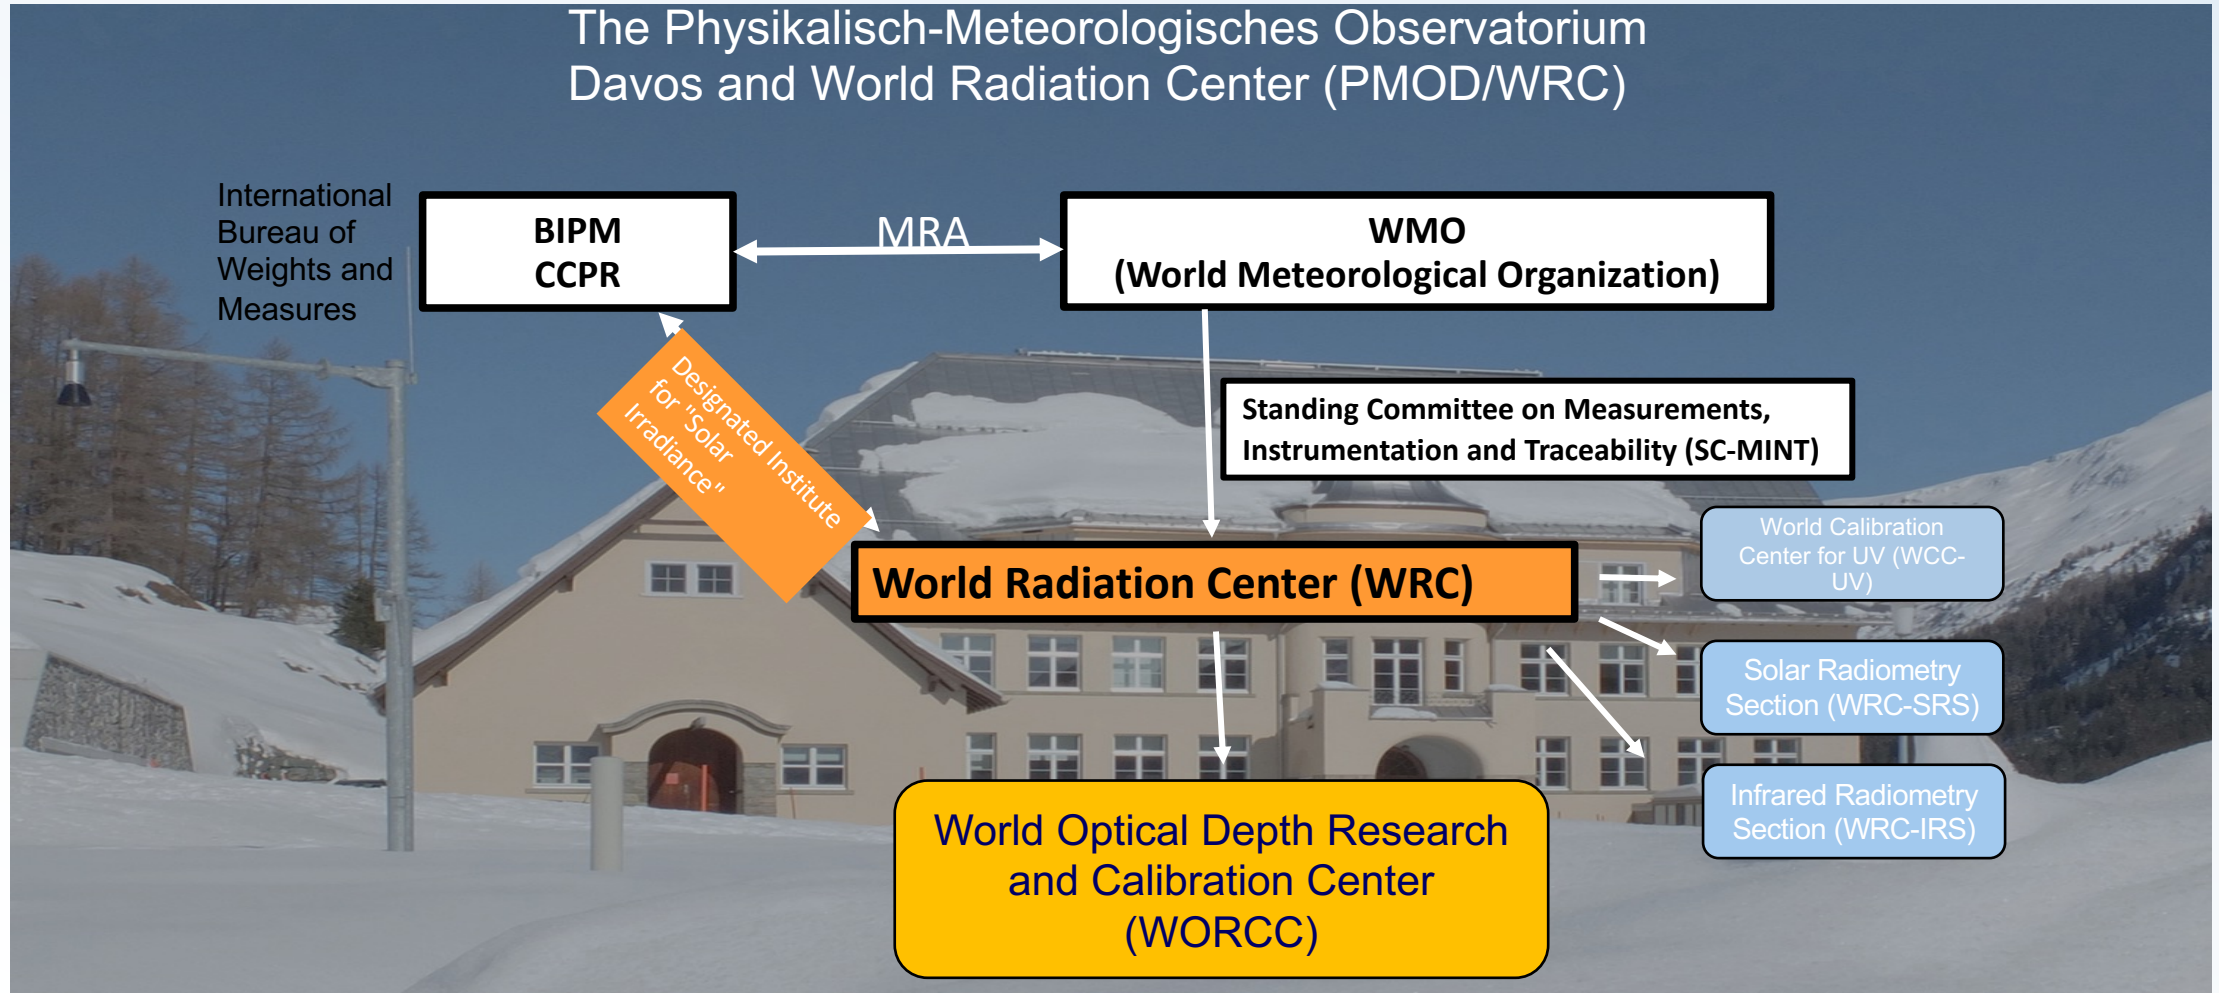 The Physikalisch-Meteorologisches Observatorium
Davos and World Radiation Center (PMOD/WRC)
International
Bureau of
Weights and
Measures
BIPM
CCPR
MRA
WMO
(World Meteorological Organization)
Designated Institute
for "Solar
Irradiance"
Standing Committee on Measurements,
Instrumentation and Traceability (SC-MINT)
World Radiation Center (WRC)
World Calibration
Center for UV (WCC-
UV)
Solar Radiometry
Section (WRC-SRS)
Infrared Radiometry
Section (WRC-IRS)
World Optical Depth Research
and Calibration Center
(WORCC)